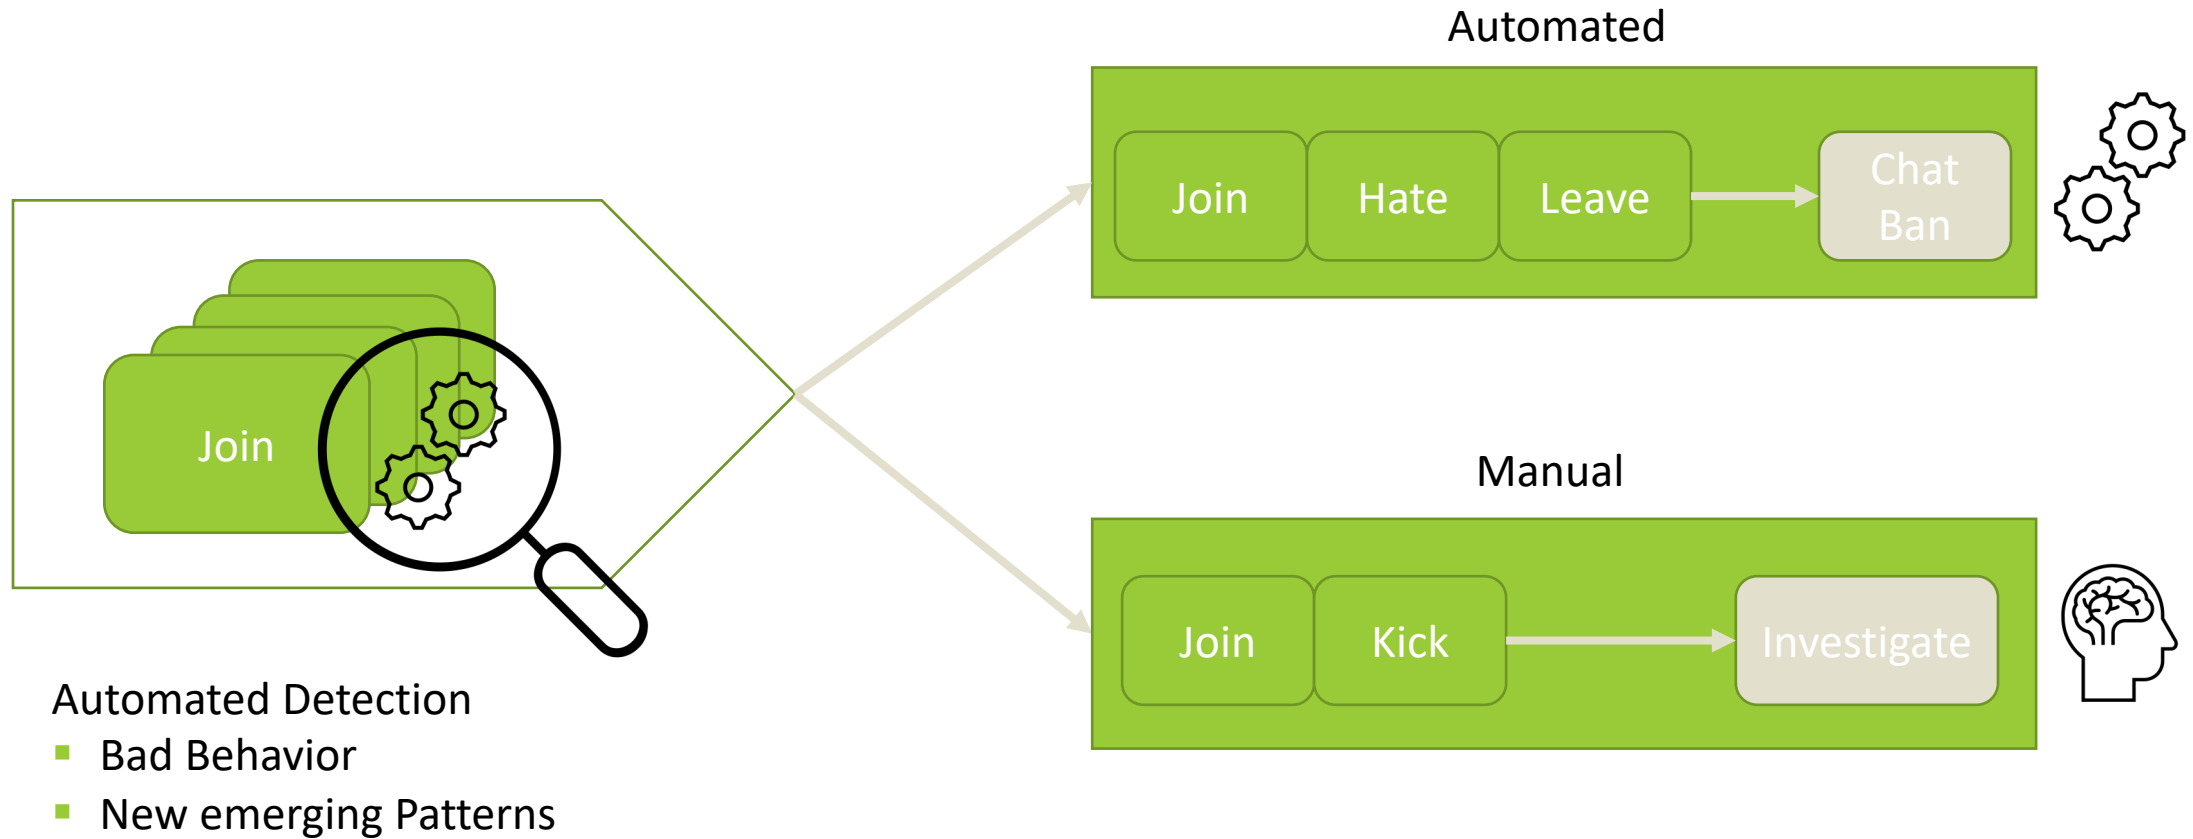 Automated
Join
Hate
Leave
Chat
Ban
Join
Manual
Join
Kick
Investigate
Automated Detection
Bad Behavior
New emerging Patterns